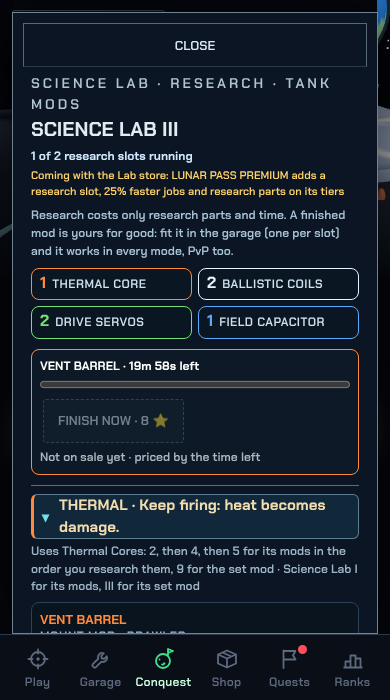 CLOSE
SCIENCE LAB · RESEARCH · TANK
MODS
SCIENCE LAB III
1 of 2 research slots running
Coming with the Lab store: LUNAR PASS PREMIUM adds a
research slot, 25% faster jobs and research parts on its tiers
Research costs only research parts and time. A finished
mod is yours for good: fit it in the garage (one per slot)
and it works in every mode, PvP too.
1 THERMAL CORE
2 BALLISTIC COILS
2 DRIVE SERVOS
1 FIELD CAPACITOR
VENT BARREL · 19m 58s left
FINISH NOW · 8 ⭐
Not on sale yet · priced by the time left
▼ THERMAL · Keep firing: heat becomes
damage.
Uses Thermal Cores: 2, then 4, then 5 for its mods in the
order you research them, 9 for the set mod · Science Lab I
for its mods, III for its set mod
VENT BARREL
Play
Garage
Conquest
Shop
Quests
Ranks